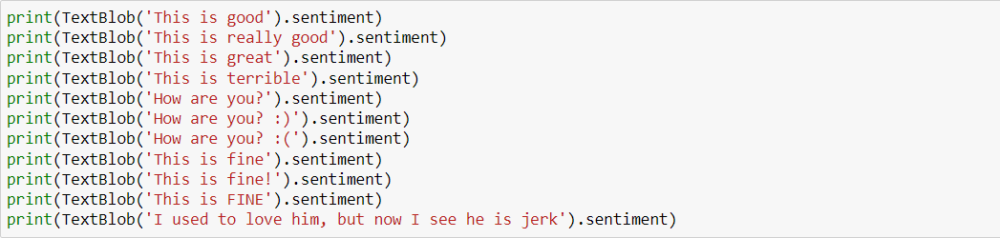 print(TextBlob('This is good').sentiment)
print(TextBlob('This is really good').sentiment)
print(TextBlob('This is great').sentiment)
print(TextBlob('This is terrible').sentiment)
print(TextBlob('How are you?').sentiment)
print(TextBlob('How are you? :)').sentiment)
print(TextBlob('How are you? :(').sentiment)
print(TextBlob('This is fine').sentiment)
print(TextBlob('This is fine!').sentiment)
print(TextBlob('This is FINE').sentiment)
print(TextBlob('I used to love him, but now I see he is jerk').sentiment)